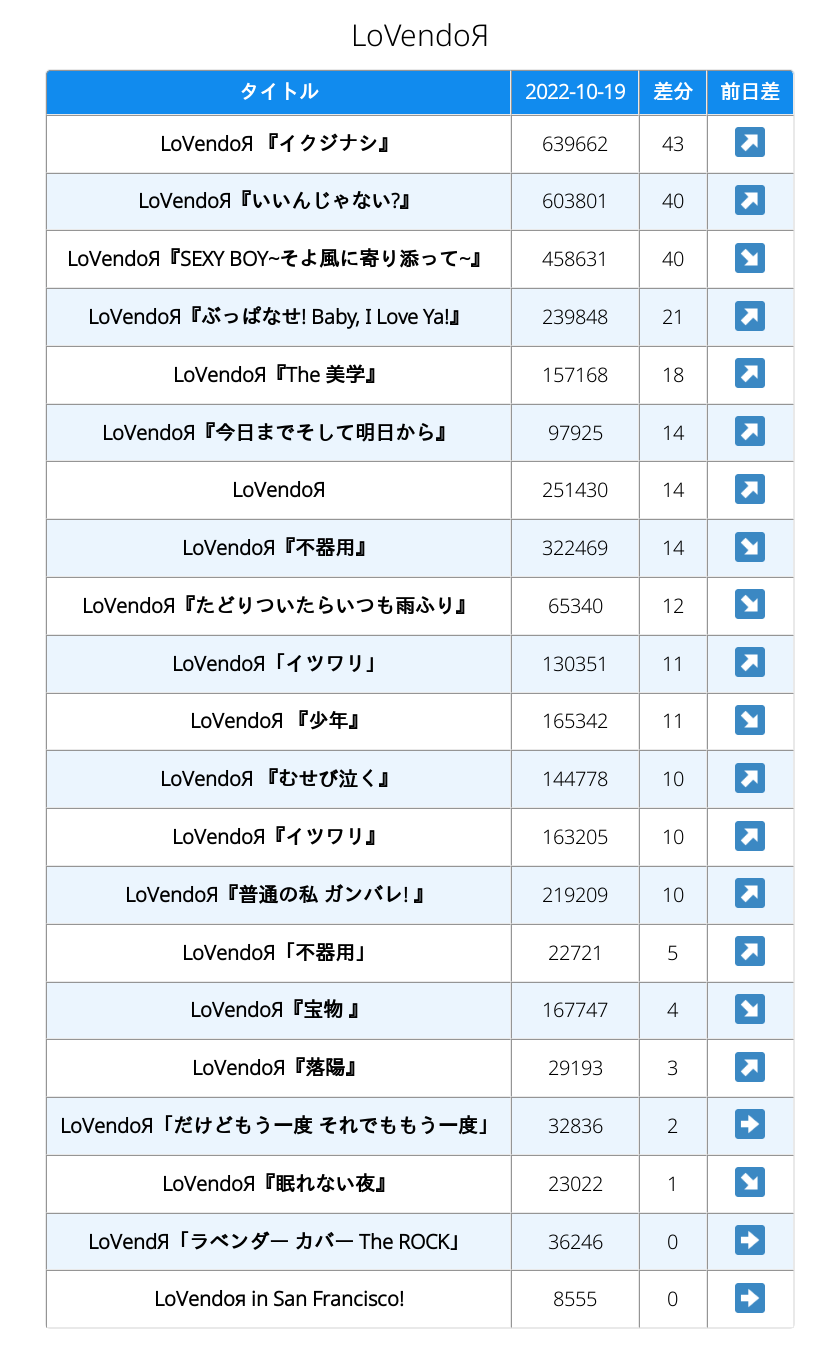 LoVendoЯ
タイトル 2022-10-19 差分 前日差
LoVendoЯ 『イクジナシ』 639662 43
LoVendoЯ『いいんじゃない?』 603801 40
LoVendoЯ『SEXY BOY~そよ風に寄り添って~』 458631 40
LoVendoЯ『ぶっぱなせ! Baby, I Love Ya!』 239848 21
LoVendoЯ『The 美学』 157168 18
LoVendoЯ『今日までそして明日から』 97925 14
LoVendoЯ 251430 14
LoVendoЯ『不器用』 322469 14
LoVendoЯ『たどりついたらいつも雨ふり』 65340 12
LoVendoЯ「イツワリ」 130351 11
LoVendoЯ 『少年』 165342 11
LoVendoЯ 『むせび泣く』 144778 10
LoVendoЯ『イツワリ』 163205 10
LoVendoЯ『普通の私 ガンバレ! 』 219209 10
LoVendoЯ「不器用」 22721 5
LoVendoЯ『宝物 』 167747 4
LoVendoЯ『落陽』 29193 3
LoVendoЯ「だけどもう一度 それでももう一度」 32836 2
LoVendoЯ『眠れない夜』 23022 1
LoVendЯ「ラベンダー カバー The ROCK」 36246 0
LoVendoя in San Francisco! 8555 0